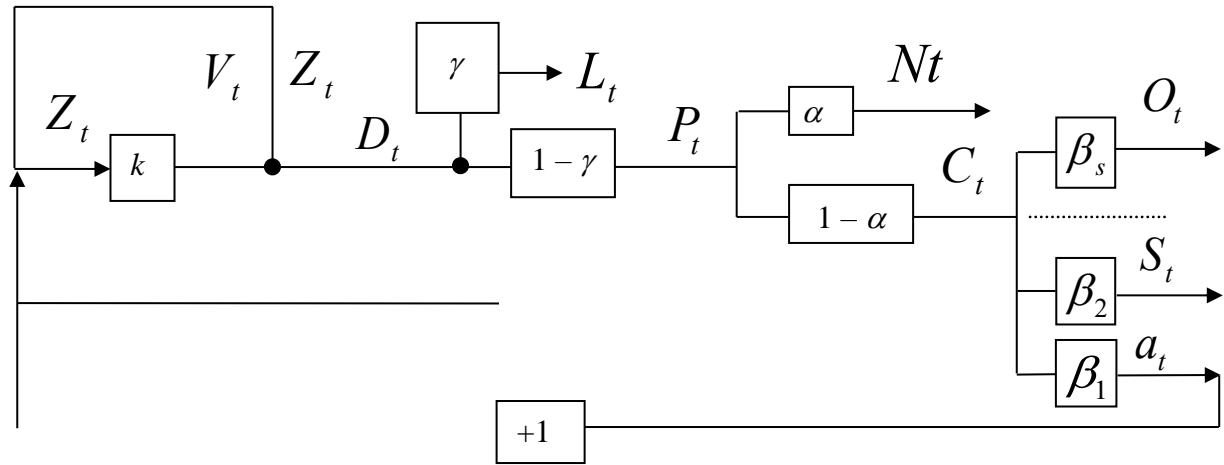 γ
V_t
Z_t
L_t
Nt
Z_t
α
O_t
D_t
P_t
k
1 – γ
C_t
β_s
1 – α
........................
S_t
β_2
a_t
β_1
+1